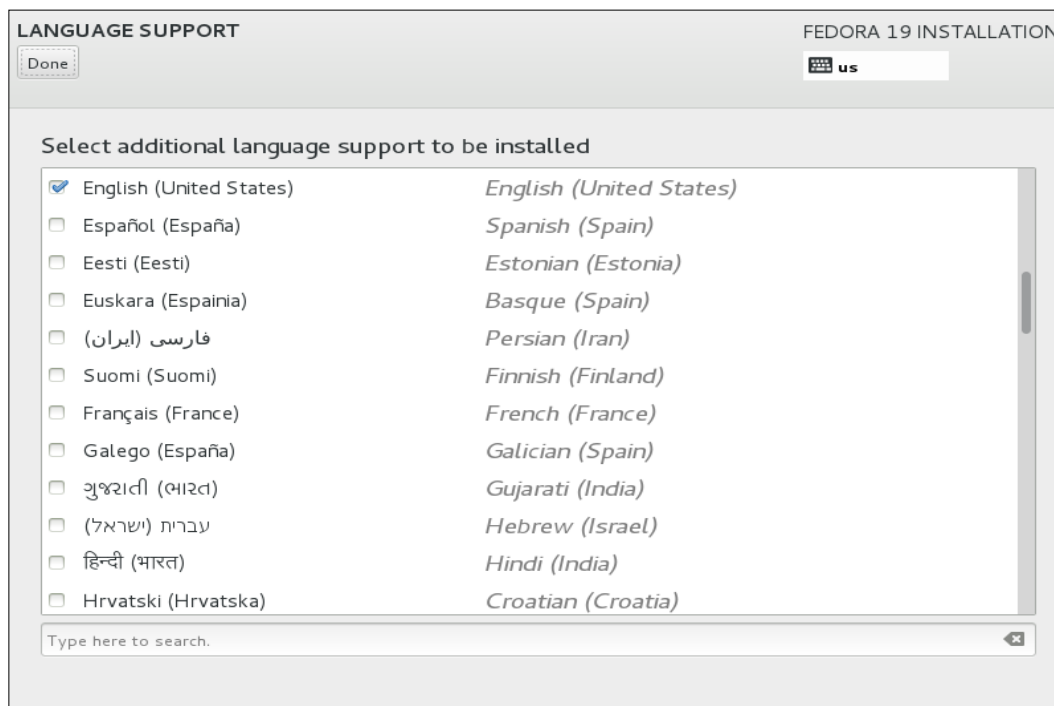 LANGUAGE SUPPORT
FEDORA 19 INSTALLATION
Done
us
Select additional language support to be installed
English (United States) English (United States)
Español (España) Spanish (Spain)
Eesti (Eesti) Estonian (Estonia)
Euskara (Espainia) Basque (Spain)
فارسی (ایران) Persian (Iran)
Suomi (Suomi) Finnish (Finland)
Français (France) French (France)
Galego (España) Galician (Spain)
ગુજરાતી (ભારત) Gujarati (India)
עברית (ישראל) Hebrew (Israel)
हिन्दी (भारत) Hindi (India)
Hrvatski (Hrvatska) Croatian (Croatia)
Type here to search.